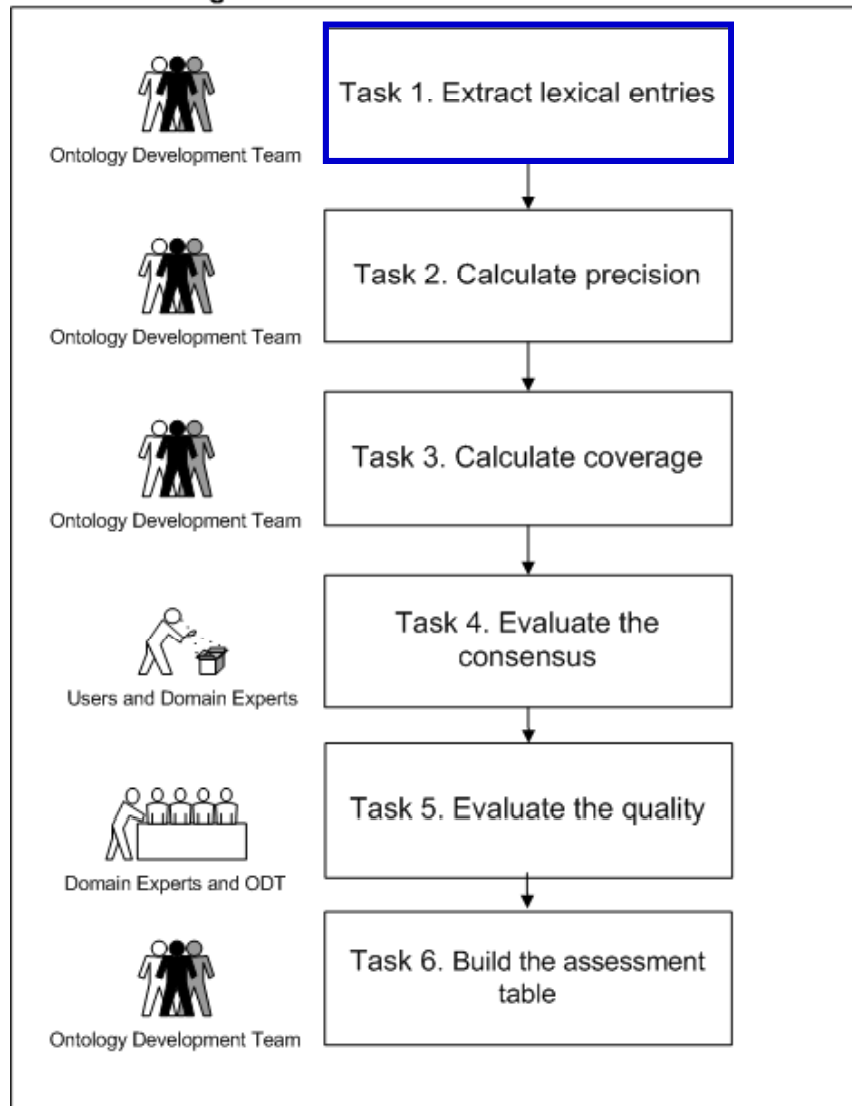 Task 1. Extract lexical entries
Ontology Development Team
Task 2. Calculate precision
Ontology Development Team
Task 3. Calculate coverage
Ontology Development Team
Task 4. Evaluate the
consensus
Users and Domain Experts
Task 5. Evaluate the quality
Domain Experts and ODT
Task 6. Build the assessment
table
Ontology Development Team